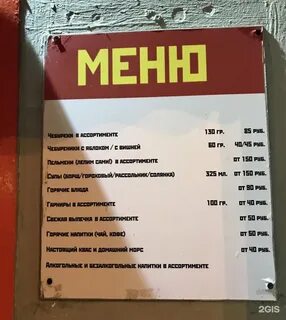 МЕНЮ
Чебуреки в ассортименте 130 гр. 85 руб.
Чебуреники с яблоком / с вишней 60 гр. 40/45 руб.
Пельмени (лепим сами!) в ассортименте от 150 руб.
Супы (борщ/гороховый/рассольник/солянка) 325 мл. от 150 руб.
Горячие блюда от 90 руб.
Гарниры в ассортименте 100 гр. от 40 руб.
Свежая выпечка в ассортименте от 50 руб.
Горячие напитки (чай, кофе) от 50 руб.
Настоящий квас и домашний морс от 40 руб.
Алкогольные и безалкогольные напитки в ассортименте
2GIS